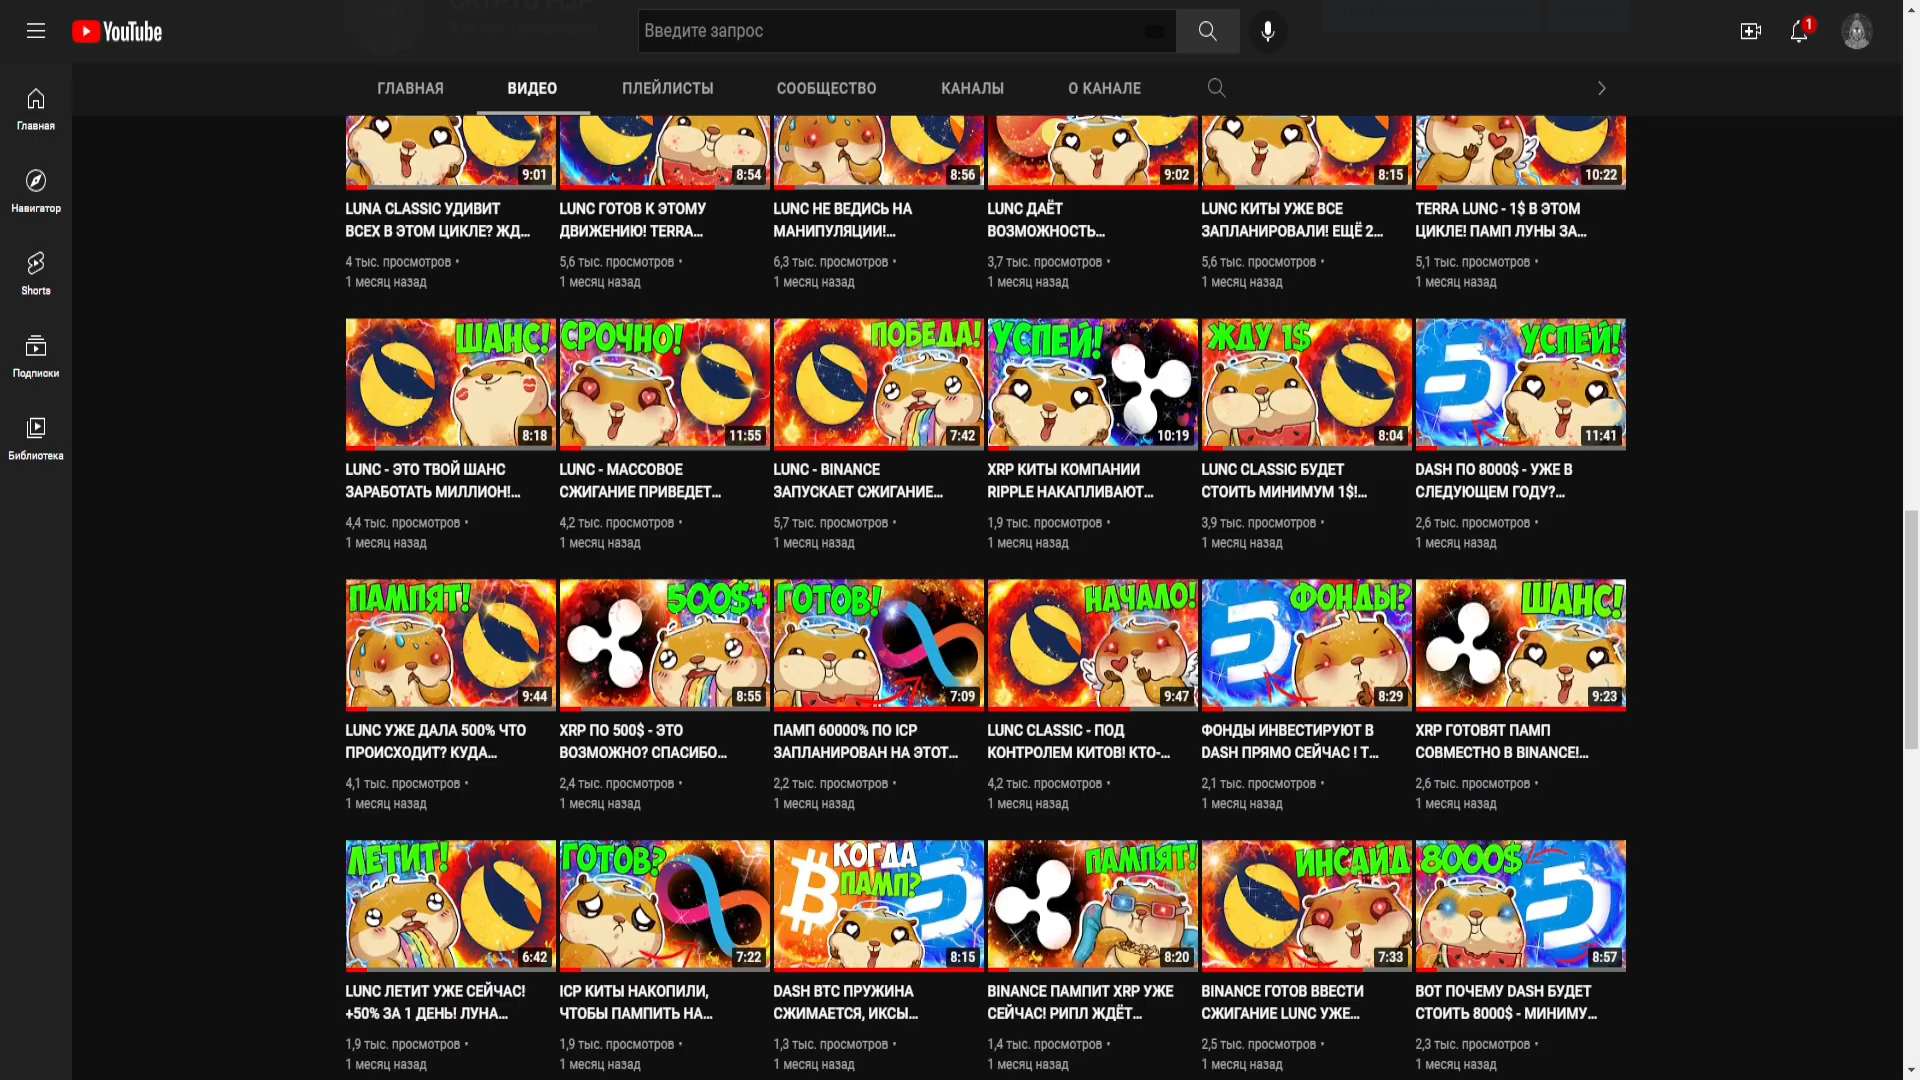 YouTube
Введите запрос
1
ГЛАВНАЯ
ВИДЕО
ПЛЕЙЛИСТЫ
СООБЩЕСТВО
КАНАЛЫ
О КАНАЛЕ
Главная
Навигатор
Shorts
Подписки
Библиотека
9:01
8:54
8:56
9:02
8:15
10:22
LUNA CLASSIC УДИВИТ
ВСЕХ В ЭТОМ ЦИКЛЕ? ЖД...
4 тыс. просмотров •
1 месяц назад
LUNC ГОТОВ К ЭТОМУ
ДВИЖЕНИЮ! TERRA...
5,6 тыс. просмотров •
1 месяц назад
LUNC НЕ ВЕДИСЬ НА
МАНИПУЛЯЦИИ!...
6,3 тыс. просмотров •
1 месяц назад
LUNC ДАЁТ
ВОЗМОЖНОСТЬ...
3,7 тыс. просмотров •
1 месяц назад
LUNC КИТЫ УЖЕ ВСЕ
ЗАПЛАНИРОВАЛИ! ЕЩЁ 2...
5,6 тыс. просмотров •
1 месяц назад
TERRA LUNC - 1$ В ЭТОМ
ЦИКЛЕ! ПАМП ЛУНЫ ЗА...
5,1 тыс. просмотров •
1 месяц назад
ШАНС!
8:18
СРОЧНО!
11:55
ПОБЕДА!
7:42
УСПЕЙ!
10:19
ЖДУ 1$
8:04
УСПЕЙ!
11:41
LUNC - ЭТО ТВОЙ ШАНС
ЗАРАБОТАТЬ МИЛЛИОН!...
4,4 тыс. просмотров •
1 месяц назад
LUNC - МАССОВОЕ
СЖИГАНИЕ ПРИВЕДЕТ...
4,2 тыс. просмотров •
1 месяц назад
LUNC - BINANCE
ЗАПУСКАЕТ СЖИГАНИЕ...
5,7 тыс. просмотров •
1 месяц назад
XRP КИТЫ КОМПАНИИ
RIPPLE НАКАПЛИВАЮТ...
1,9 тыс. просмотров •
1 месяц назад
LUNC CLASSIC БУДЕТ
СТОИТЬ МИНИМУМ 1$!...
3,9 тыс. просмотров •
1 месяц назад
DASH ПО 8000$ - УЖЕ В
СЛЕДУЮЩЕМ ГОДУ?...
2,6 тыс. просмотров •
1 месяц назад
ПАМПЯТ!
9:44
500$+
8:55
ГОТОВ!
7:09
НАЧАЛО!
9:47
ФОНДЫ?
8:29
ШАНС!
9:23
LUNC УЖЕ ДАЛА 500% ЧТО
ПРОИСХОДИТ? КУДА...
4,1 тыс. просмотров •
1 месяц назад
XRP ПО 500$ - ЭТО
ВОЗМОЖНО? СПАСИБО...
2,4 тыс. просмотров •
1 месяц назад
ПАМП 60000% ПО ICP
ЗАПЛАНИРОВАН НА ЭТОТ...
2,2 тыс. просмотров •
1 месяц назад
LUNC CLASSIC - ПОД
КОНТРОЛЕМ КИТОВ! КТО-...
4,2 тыс. просмотров •
1 месяц назад
ФОНДЫ ИНВЕСТИРУЮТ В
DASH ПРЯМО СЕЙЧАС ! Т...
2,1 тыс. просмотров •
1 месяц назад
XRP ГОТОВЯТ ПАМП
СОВМЕСТНО В BINANCE!...
2,6 тыс. просмотров •
1 месяц назад
ЛЕТИТ!
6:42
ГОТОВ?
7:22
КОГДА
ПАМП?
8:15
ПАМПЯТ!
8:20
ИНСАЙД
7:33
8000$
8:57
LUNC ЛЕТИТ УЖЕ СЕЙЧАС!
+50% ЗА 1 ДЕНЬ! ЛУНА...
1,9 тыс. просмотров •
1 месяц назад
ICP КИТЫ НАКОПИЛИ,
ЧТОБЫ ПАМПИТЬ НА...
1,9 тыс. просмотров •
1 месяц назад
DASH BTC ПРУЖИНА
СЖИМАЕТСЯ, ИКСЫ...
1,3 тыс. просмотров •
1 месяц назад
BINANCE ПАМПИТ XRP УЖЕ
СЕЙЧАС! РИПЛ ЖДЁТ...
1,4 тыс. просмотров •
1 месяц назад
BINANCE ГОТОВ ВВЕСТИ
СЖИГАНИЕ LUNC УЖЕ...
2,5 тыс. просмотров •
1 месяц назад
ВОТ ПОЧЕМУ DASH БУДЕТ
СТОИТЬ 8000$ - МИНИМУ...
2,3 тыс. просмотров •
1 месяц назад